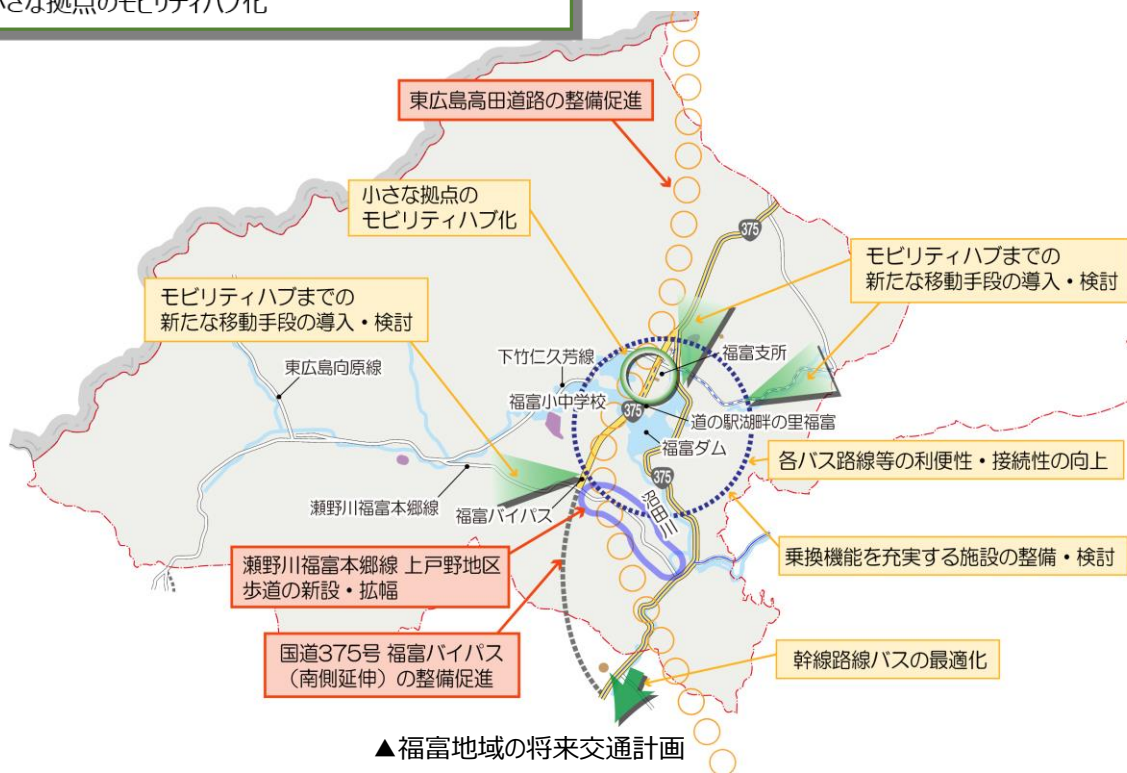 小さな拠点のモビリティハブ化
東広島高田道路の整備促進
小さな拠点の
モビリティハブ化
375
モビリティハブまでの
新たな移動手段の導入・検討
モビリティハブまでの
新たな移動手段の導入・検討
下竹仁久芳線
福富支所
東広島向原線
福富小中学校
375
道の駅湖畔の里福富
福富ダム
各バス路線等の利便性・接続性の向上
375
沼田川
瀬野川福富本郷線
福富バイパス
乗換機能を充実する施設の整備・検討
瀬野川福富本郷線 上戸野地区
歩道の新設・拡幅
国道375号 福富バイパス
（南側延伸）の整備促進
幹線路線バスの最適化
▲福富地域の将来交通計画